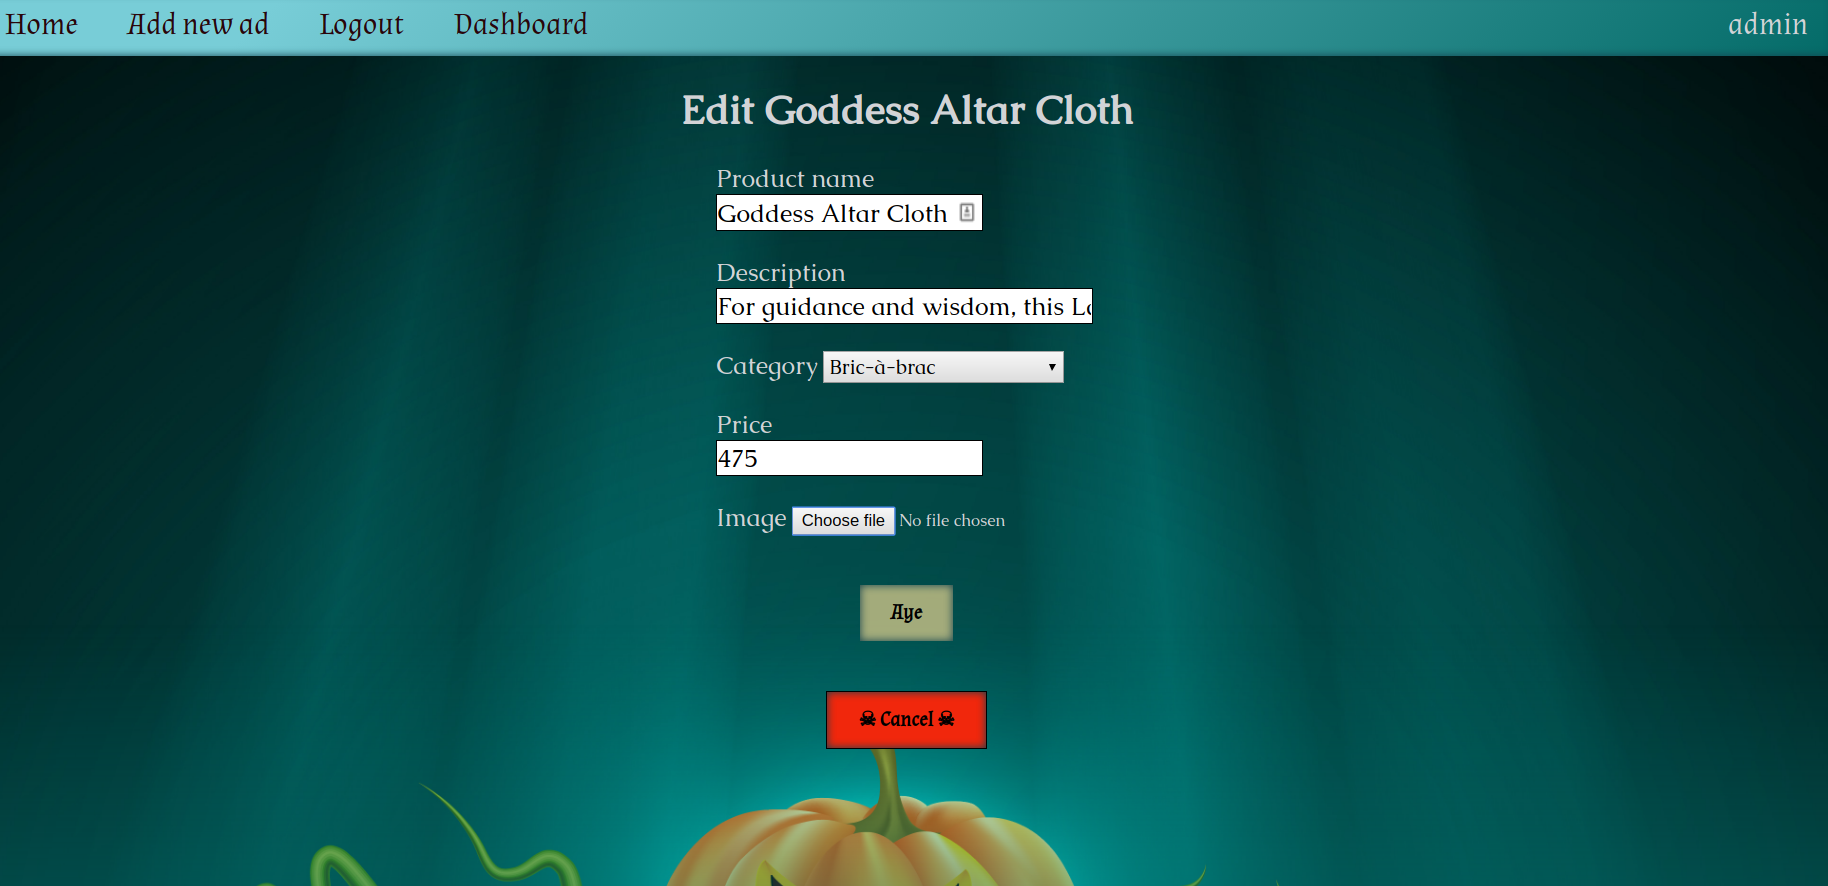 Home Add new ad Logout Dashboard admin
Edit Goddess Altar Cloth
Product name
Goddess Altar Cloth
Description
For guidance and wisdom, this
Category Bric-à-brac
Price
475
Image Choose file No file chosen
Aye
☠ Cancel ☠